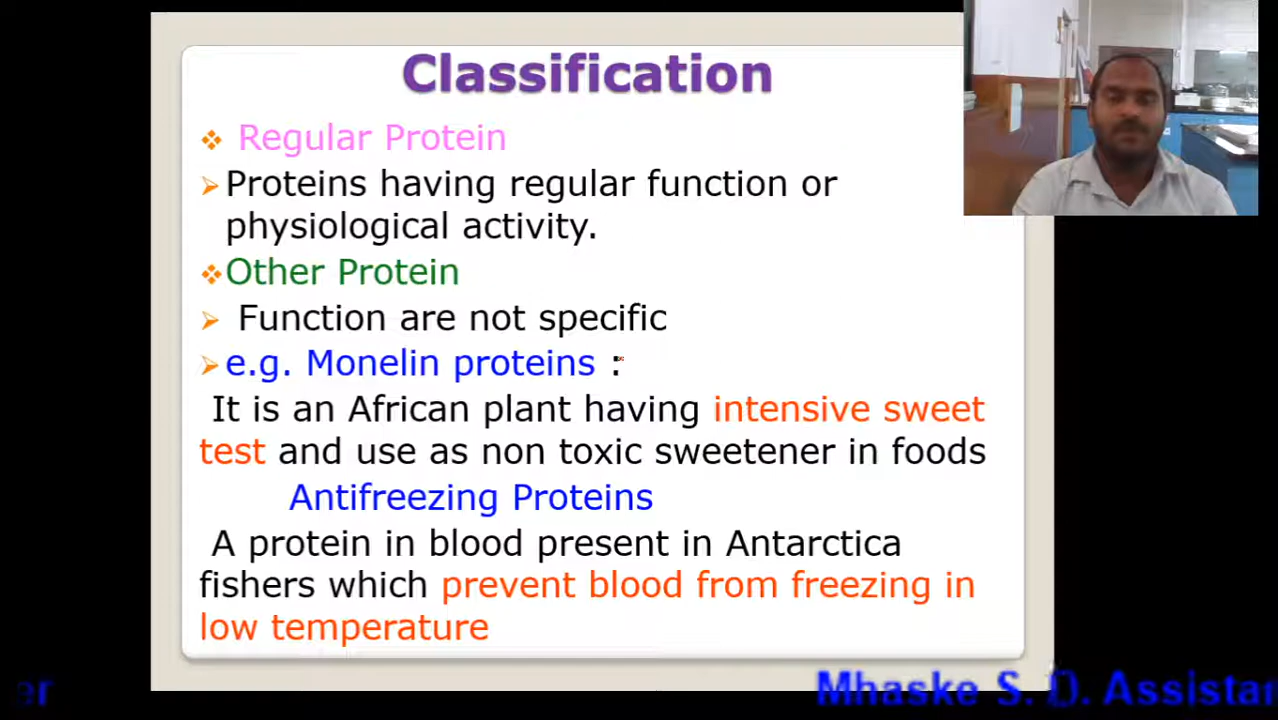 Classification
Regular Protein
Proteins having regular function or
physiological activity.
Other Protein
Function are not specific
e.g. Monelin proteins :
It is an African plant having intensive sweet
test and use as non toxic sweetener in foods
Antifreezing Proteins
A protein in blood present in Antarctica
fishers which prevent blood from freezing in
low temperature
er Mhaske S. D. Assistan